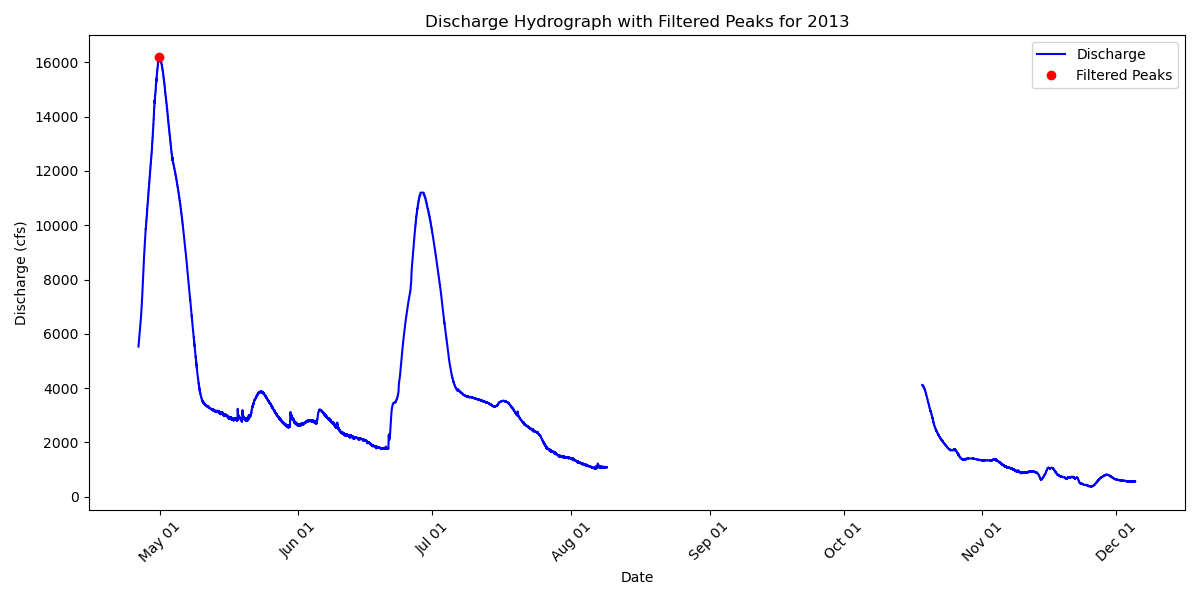 Discharge Hydrograph with Filtered Peaks for 2013
Discharge
Filtered Peaks
Discharge (cfs)
16000
14000
12000
10000
8000
6000
4000
2000
0
May 01
Jun 01
Jul 01
Aug 01
Sep 01
Oct 01
Nov 01
Dec 01
Date